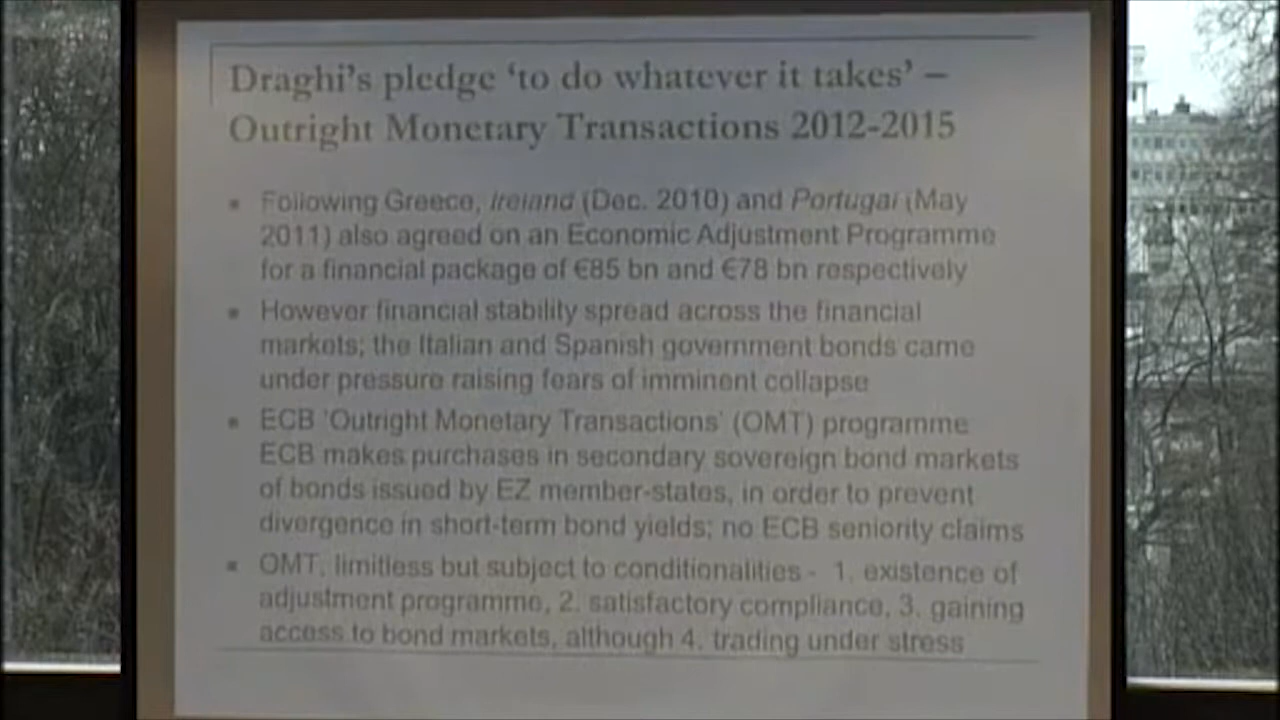 Draghi's pledge 'to do whatever it takes' –
Outright Monetary Transactions 2012-2015
▪ Following Greece, Ireland (Dec. 2010) and Portugal (May
2011) also agreed on an Economic Adjustment Programme
for a financial package of €85 bn and €78 bn respectively
▪ However financial stability spread across the financial
markets; the Italian and Spanish government bonds came
under pressure raising fears of imminent collapse
▪ ECB 'Outright Monetary Transactions' (OMT) programme
ECB makes purchases in secondary sovereign bond markets
of bonds issued by EZ member-states, in order to prevent
divergence in short-term bond yields; no ECB seniority claims
▪ OMT, limitless but subject to conditionalities - 1. existence of
adjustment programme, 2. satisfactory compliance, 3. gaining
access to bond markets, although 4. trading under stress